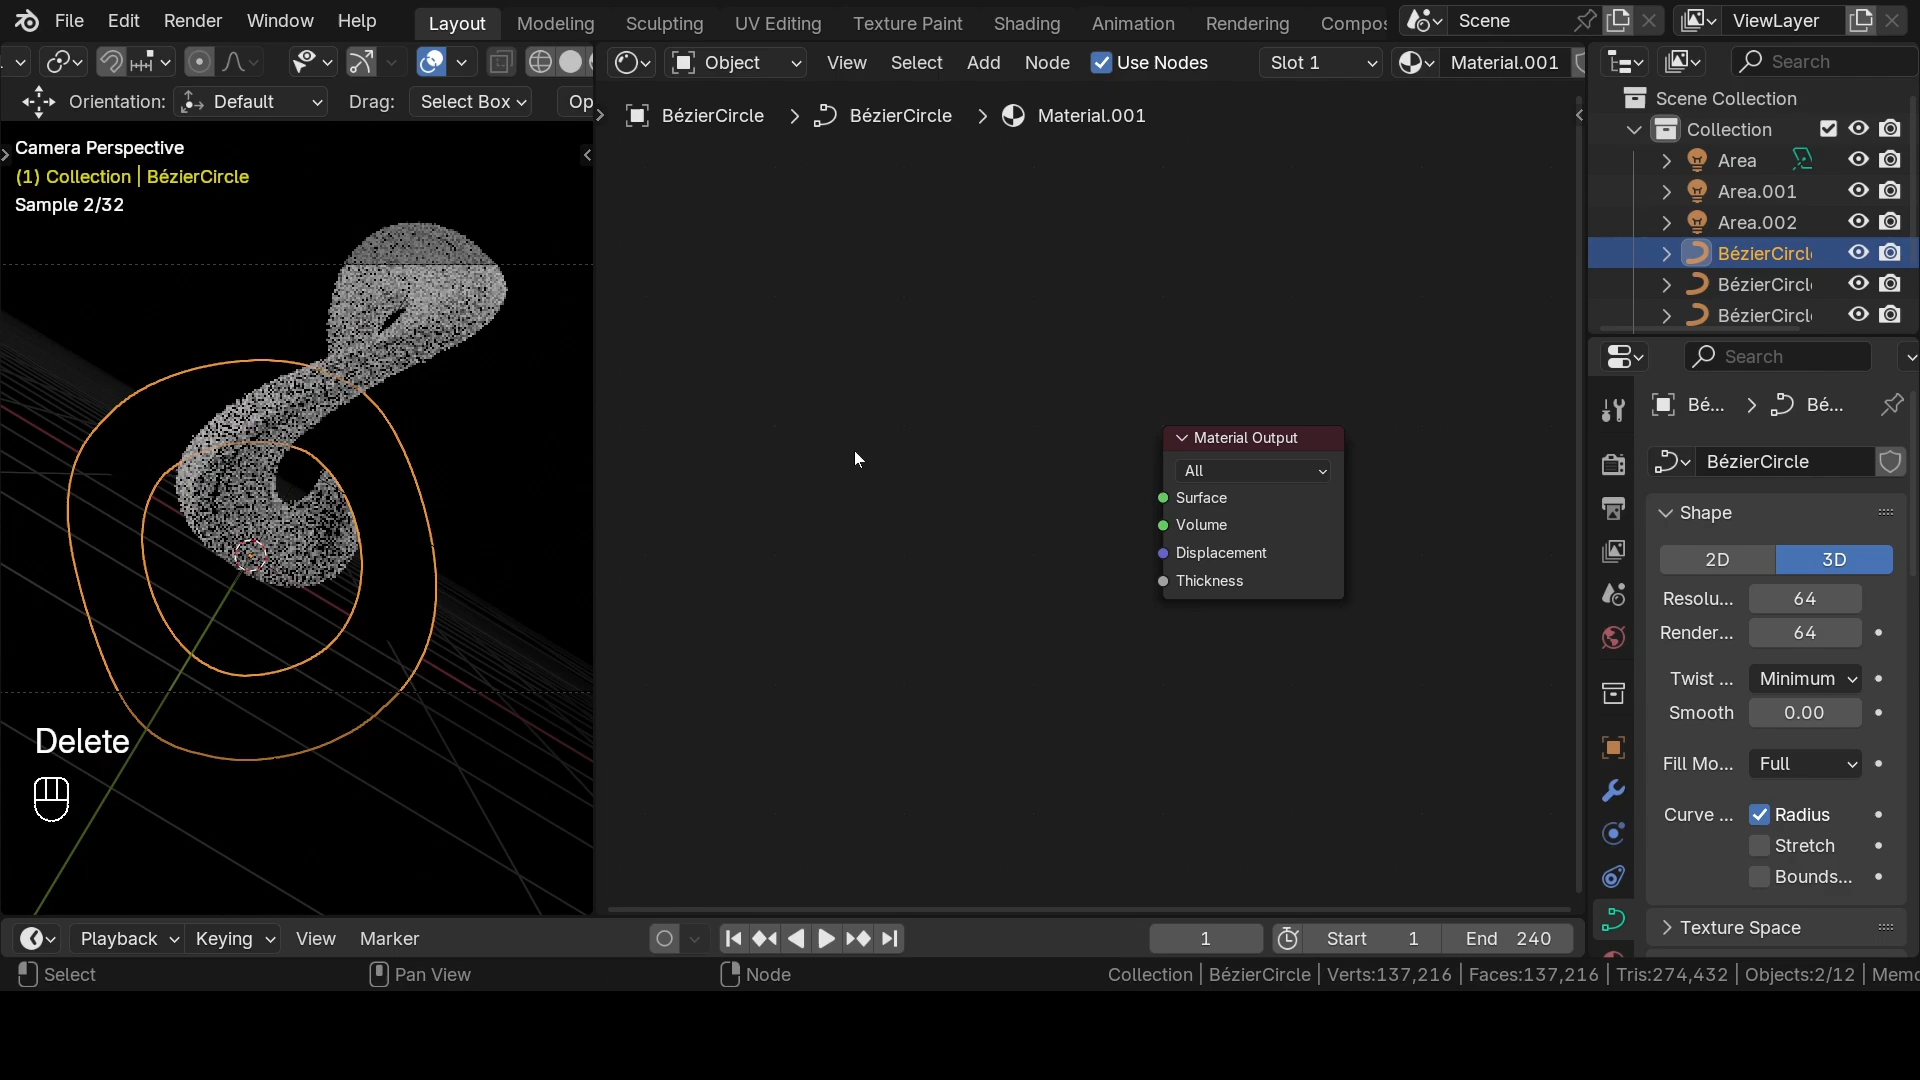 File Edit Render Window Help Layout Modeling Sculpting UV Editing Texture Paint Shading Animation Rendering Compos Scene ViewLayer
Object View Select Add Node Use Nodes Slot 1 Material.001 Search
Orientation: Default Drag: Select Box Op
BézierCircle > BézierCircle > Material.001
Camera Perspective
(1) Collection | BézierCircle
Sample 2/32
Scene Collection
Collection
Area
Area.001
Area.002
BézierCircl
BézierCircl
BézierCircl
Material Output
All
Surface
Volume
Displacement
Thickness
Search
Bé... > Bé...
BézierCircle
Shape
2D 3D
Resolu... 64
Render... 64
Twist ... Minimum
Smooth 0.00
Fill Mo... Full
Curve ... Radius
Stretch
Bounds...
Texture Space
Delete
Playback Keying View Marker 1 Start 1 End 240
Select Pan View Node Collection | BézierCircle | Verts:137,216 | Faces:137,216 | Tris:274,432 | Objects:2/12 | Memo